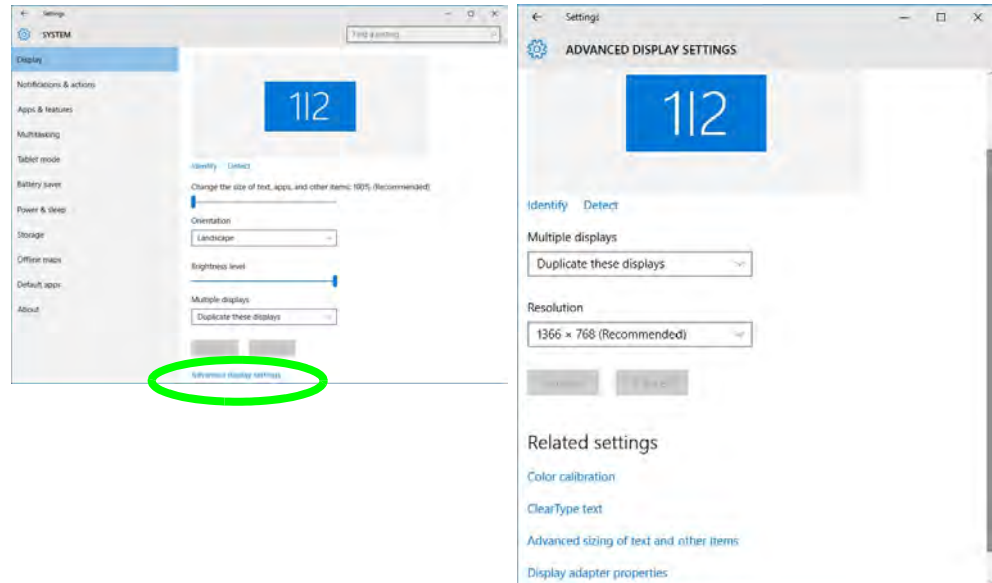 ← Settings
SYSTEM
Find a setting
Display
Notifications & actions
Apps & features
Multitasking
Tablet mode
Battery saver
Power & sleep
Storage
Offline maps
Default apps
About
1|2
Identify Detect
Change the size of text, apps, and other items: 100% (Recommended)
Orientation
Landscape
Brightness level
Multiple displays
Duplicate these displays
Advanced display settings
← Settings
ADVANCED DISPLAY SETTINGS
1|2
Identify Detect
Multiple displays
Duplicate these displays
Resolution
1366 × 768 (Recommended)
Related settings
Color calibration
ClearType text
Advanced sizing of text and other items
Display adapter properties